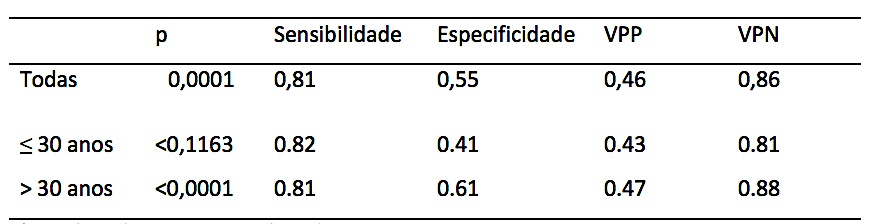 p Sensibilidade Especificidade VPP VPN
Todas 0,0001 0,81 0,55 0,46 0,86
≤ 30 anos <0,1163 0.82 0.41 0.43 0.81
> 30 anos <0,0001 0.81 0.61 0.47 0.88